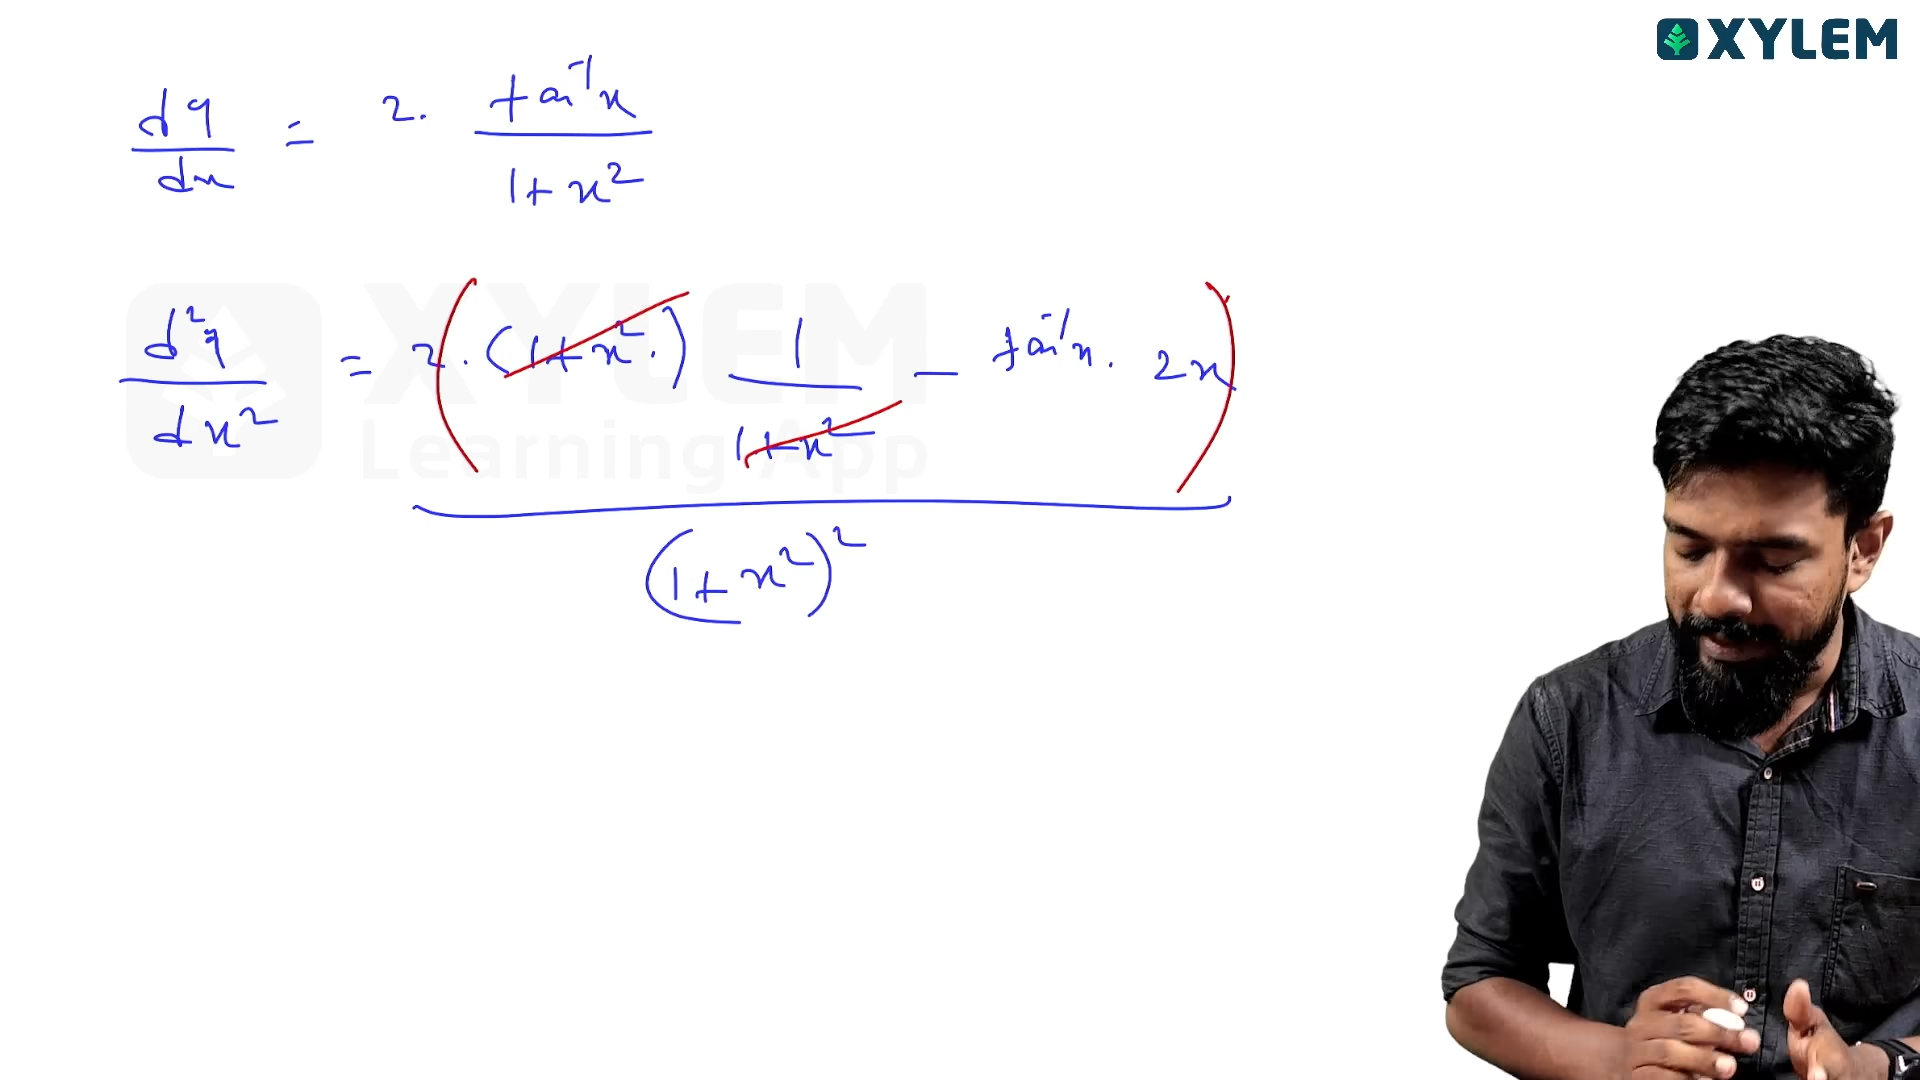 XYLEM
dy/dx = 2. tan⁻¹x / 1+x²
d²y/dx² = 2. ((1+x².) 1/1+x² - tan⁻¹x. 2x) / (1+x²)²
XYLEM
Learning App